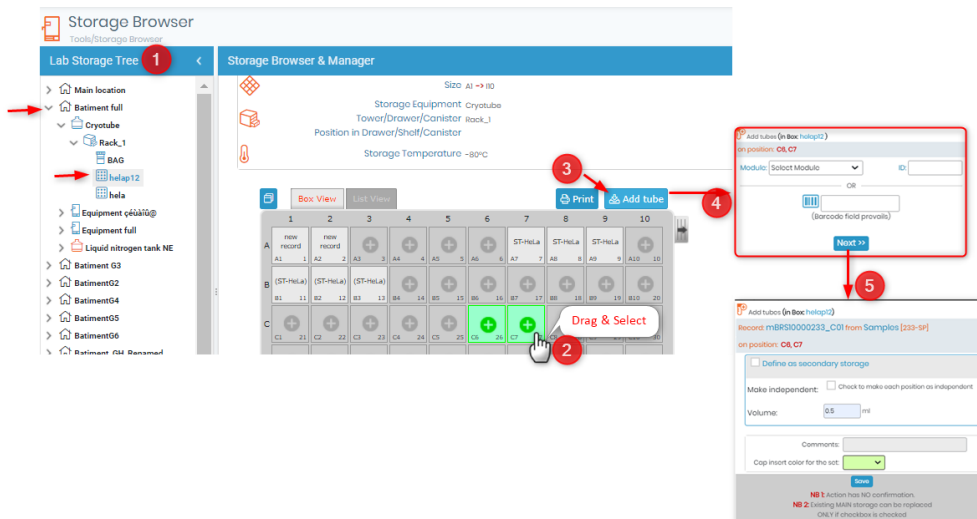 Storage Browser
Tools/Storage Browser
Lab Storage Tree 1
Storage Browser & Manager
Main location
Batiment full
Cryotube
Rack_1
BAG
helap12
hela
Equipment çéùàîû@
Equipment full
Liquid nitrogen tank NE
Batiment G3
BatimentG2
BatimentG4
BatimentG5
BatimentG6
Batiment_GH_Renamed
Size A1 -> I10
Storage Equipment Cryotube
Tower/Drawer/Canister Rack_1
Position in Drawer/Shelf/Canister
Storage Temperature -80°C
3
Box View List View Print Add tube
1 2 3 4 5 6 7 8 9 10
A new record new record ST-HeLa ST-HeLa ST-HeLa
A1 1 A2 2 A3 3 A4 4 A5 5 A6 6 A7 7 A8 8 A9 9 A10 10
B (ST-HeLa) (ST-HeLa) (ST-HeLa)
B1 11 B2 12 B3 13 B4 14 B5 15 B6 16 B7 17 B8 18 B9 19 B10 20
C
C1 21 C2 22 C3 23 C4 24 C5 25 C6 26 C7
Drag & Select
2
4
Add tubes (in Box: helap12)
on position: C6, C7
Module: Select Module ID:
OR
(Barcode field prevails)
Next >>
5
Add tubes (in Box: helap12)
Record: mBRS10000233_C01 from Samples [233-SP]
on position: C6, C7
Define as secondary storage
Make independent: Check to make each position as independent
Volume: 0.5 ml
Comments:
Cap insert color for the set:
Save
NB 1: Action has NO confirmation.
NB 2: Existing MAIN storage can be replaced
ONLY if checkbox is checked